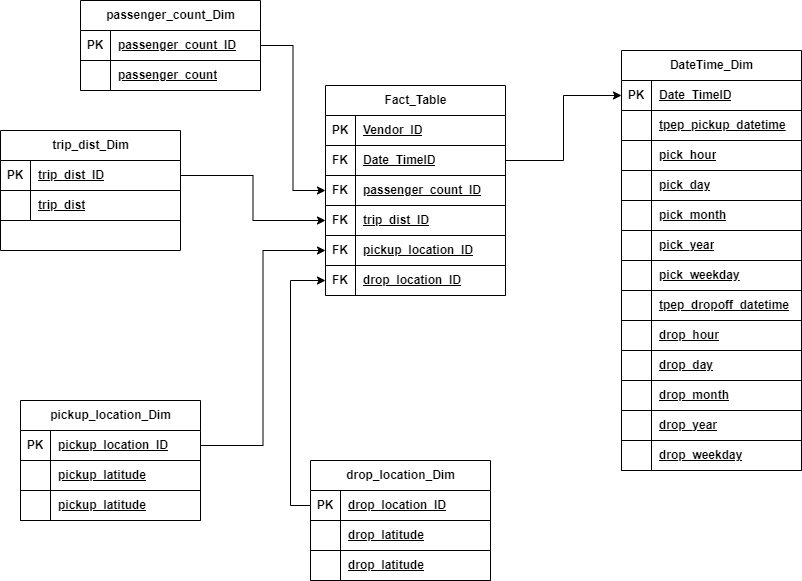 passenger_count_Dim
PK passenger_count_ID
passenger_count
trip_dist_Dim
PK trip_dist_ID
trip_dist
Fact_Table
PK Vendor_ID
FK Date_TimeID
FK passenger_count_ID
FK trip_dist_ID
FK pickup_location_ID
FK drop_location_ID
DateTime_Dim
PK Date_TimeID
tpep_pickup_datetime
pick_hour
pick_day
pick_month
pick_year
pick_weekday
tpep_dropoff_datetime
drop_hour
drop_day
drop_month
drop_year
drop_weekday
pickup_location_Dim
PK pickup_location_ID
pickup_latitude
pickup_latitude
drop_location_Dim
PK drop_location_ID
drop_latitude
drop_latitude